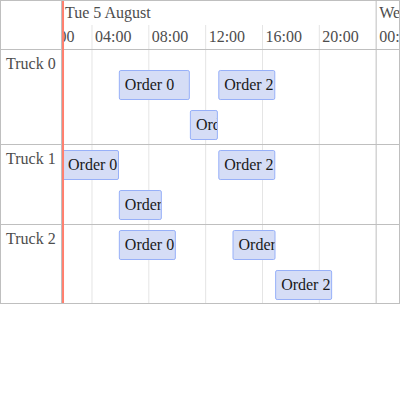 Tue 5 August We
00 04:00 08:00 12:00 16:00 20:00 00:
Truck 0
Order 0 Order 2
Orc
Truck 1 Order 0 Order 2
Order
Truck 2 Order 0 Order
Order 2